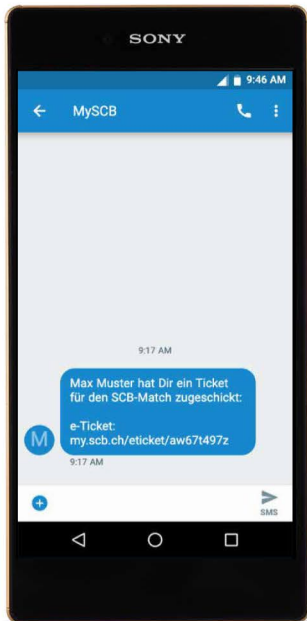 SONY
9:46 AM
MySCB
9:17 AM
Max Muster hat Dir ein Ticket
für den SCB-Match zugeschickt:
e-Ticket:
my.scb.ch/eticket/aw67t497z
M
9:17 AM
SMS